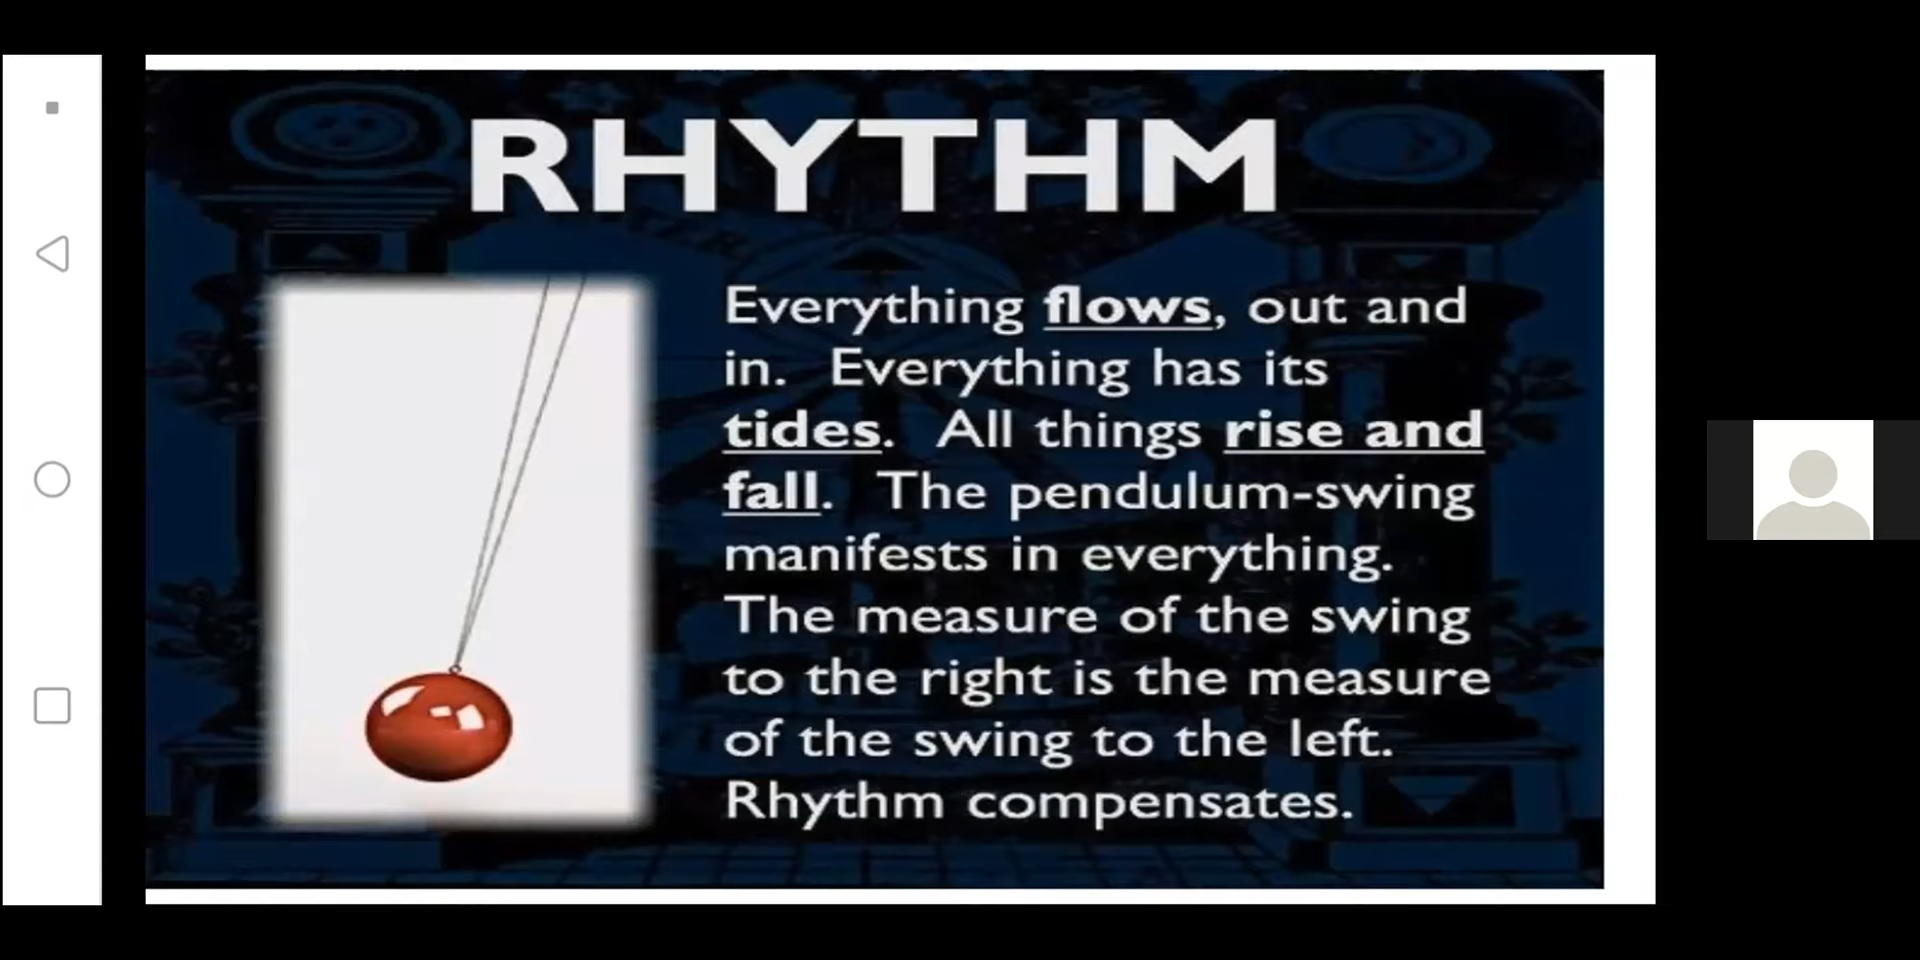 RHYTHM
Everything flows, out and
in. Everything has its
tides. All things rise and
fall. The pendulum-swing
manifests in everything.
The measure of the swing
to the right is the measure
of the swing to the left.
Rhythm compensates.